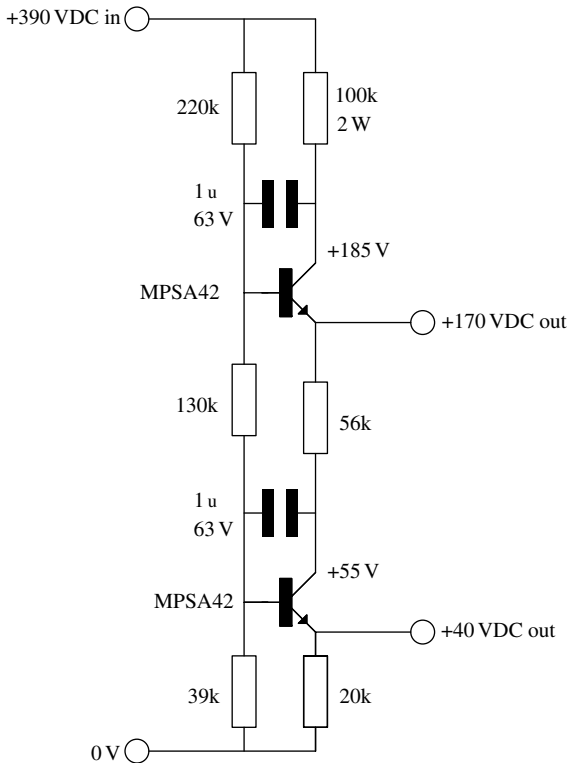 +390 VDC in
220k
100k
2 W
1 u
63 V
+185 V
MPSA42
+170 VDC out
130k
56k
1 u
63 V
+55 V
MPSA42
+40 VDC out
39k
20k
0 V